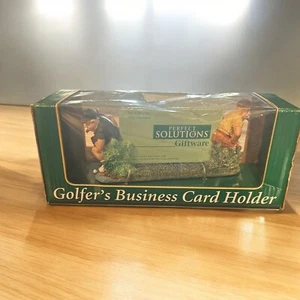 PERFECT
SOLUTIONS
Giftware
Golfer's Business Card Holder